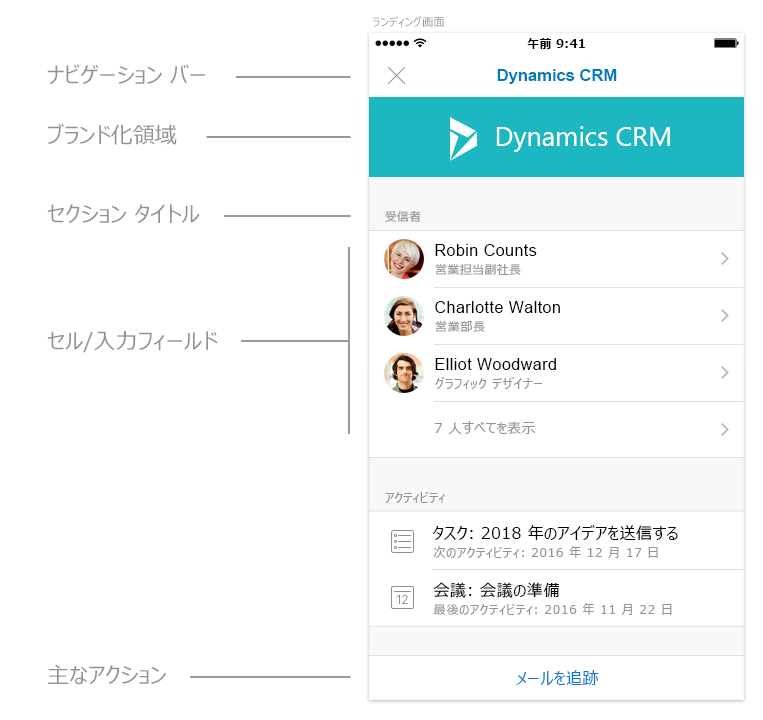 ランディング画面
午前 9:41
ナビゲーション バー
Dynamics CRM
ブランド化領域
Dynamics CRM
セクション タイトル
受信者
Robin Counts
営業担当副社長
Charlotte Walton
営業部長
セル/入力フィールド
Elliot Woodward
グラフィック デザイナー
7 人すべてを表示
アクティビティ
タスク: 2018 年のアイデアを送信する
次のアクティビティ: 2016 年 12 月 17 日
12
会議: 会議の準備
最後のアクティビティ: 2016 年 11 月 22 日
主なアクション
メールを追跡